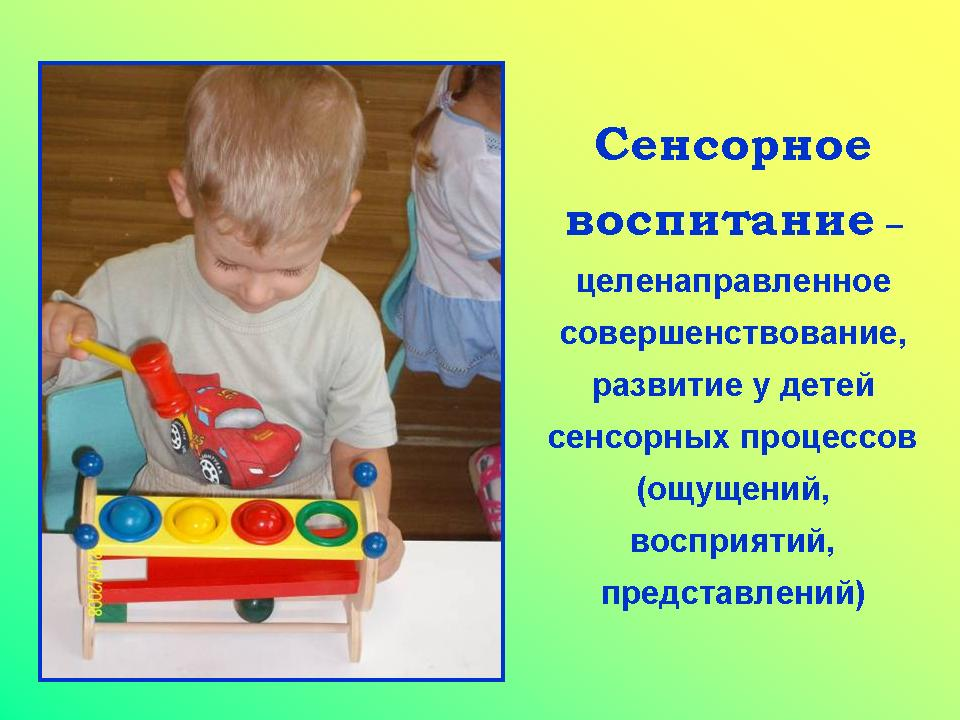 Сенсорное
воспитание –
целенаправленное
совершенствование,
развитие у детей
сенсорных процессов
(ощущений,
восприятий,
представлений)